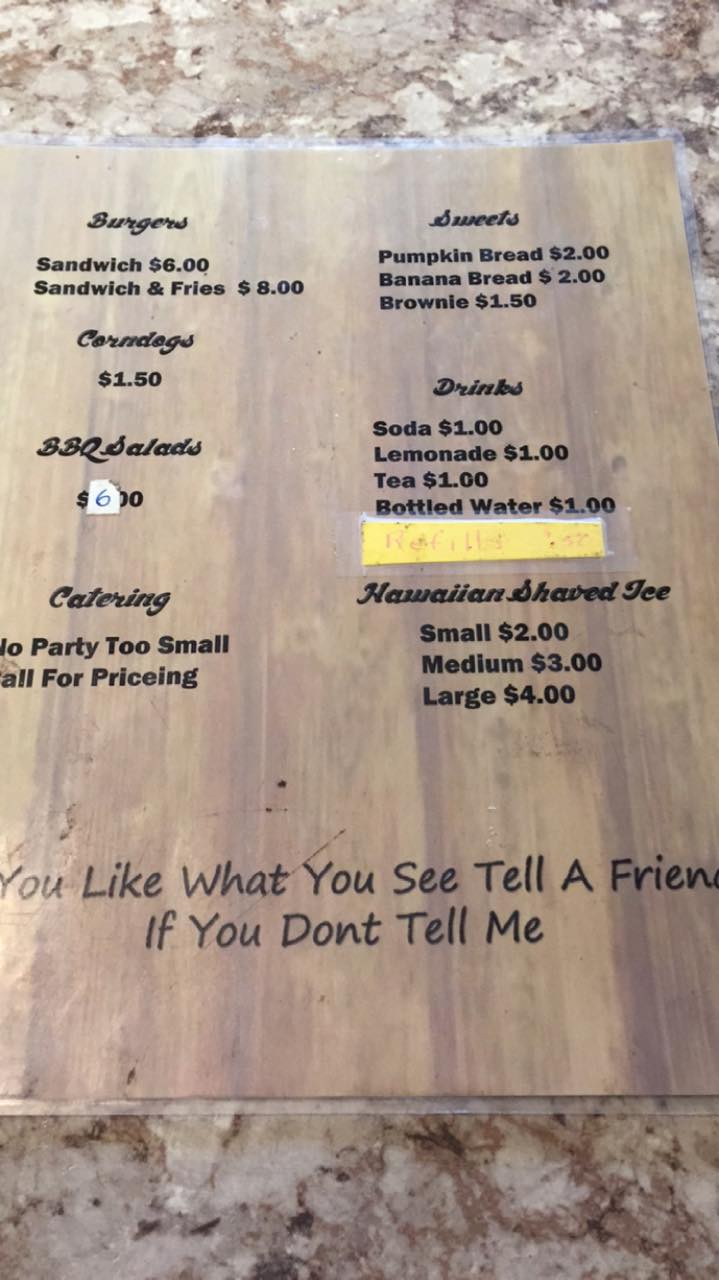 Burgers
Sandwich $6.00
Sandwich & Fries $ 8.00
Corndogs
$1.50
BBQ Salads
$6.00
Catering
No Party Too Small
all For Priceing
Sweets
Pumpkin Bread $2.00
Banana Bread $ 2.00
Brownie $1.50
Drinks
Soda $1.00
Lemonade $1.00
Tea $1.00
Bottled Water $1.00
Refills
Hawaiian Shaved Ice
Small $2.00
Medium $3.00
Large $4.00
You Like What You See Tell A Friend
If You Dont Tell Me